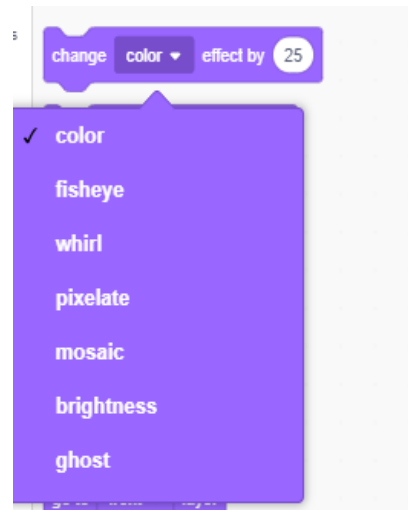 s
change color effect by 25
✓ color
fisheye
whirl
pixelate
mosaic
brightness
ghost